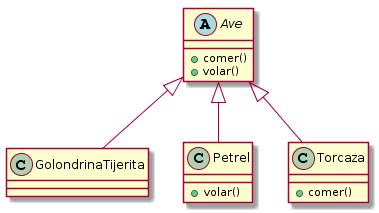 A Ave
comer()
volar()
C GolondrinaTijerita
C Petrel
C Torcaza
volar()
comer()